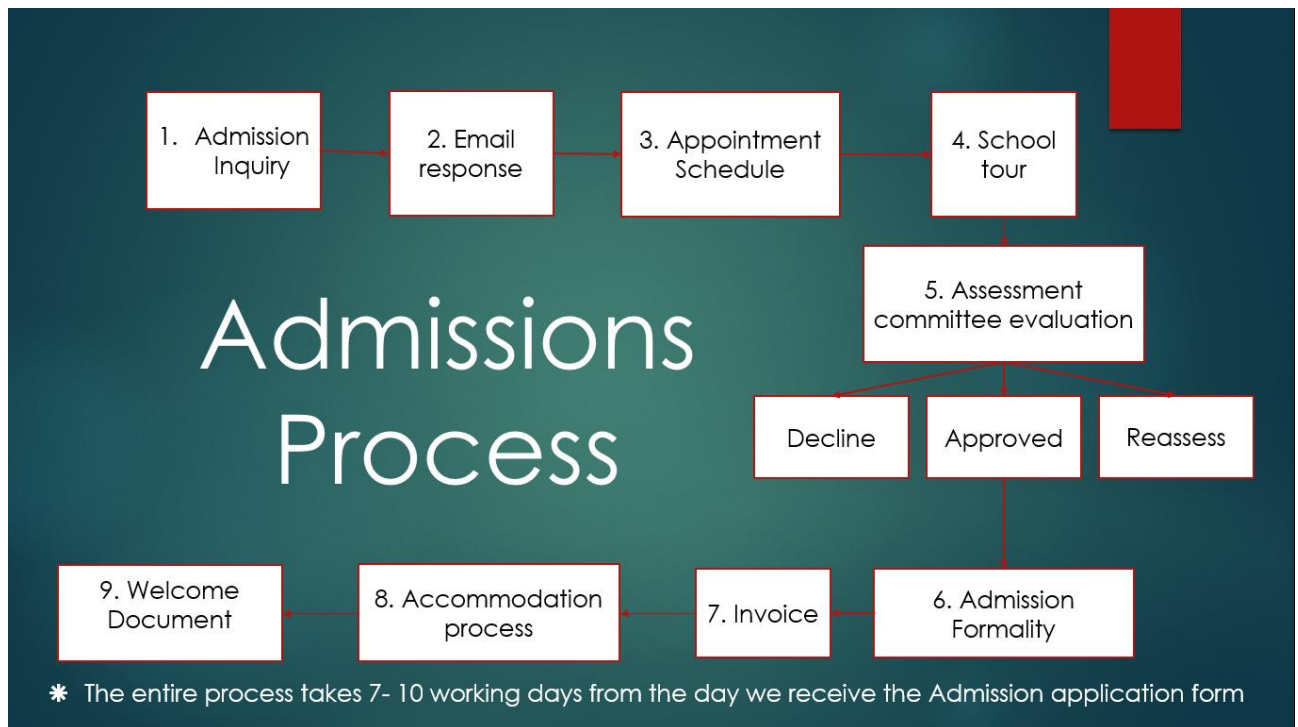 1. Admission
Inquiry
2. Email
response
3. Appointment
Schedule
4. School
tour
5. Assessment
committee evaluation
Decline
Approved
Reassess
Admissions
Process
6. Admission
Formality
7. Invoice
8. Accommodation
process
9. Welcome
Document
✱ The entire process takes 7- 10 working days from the day we receive the Admission application form